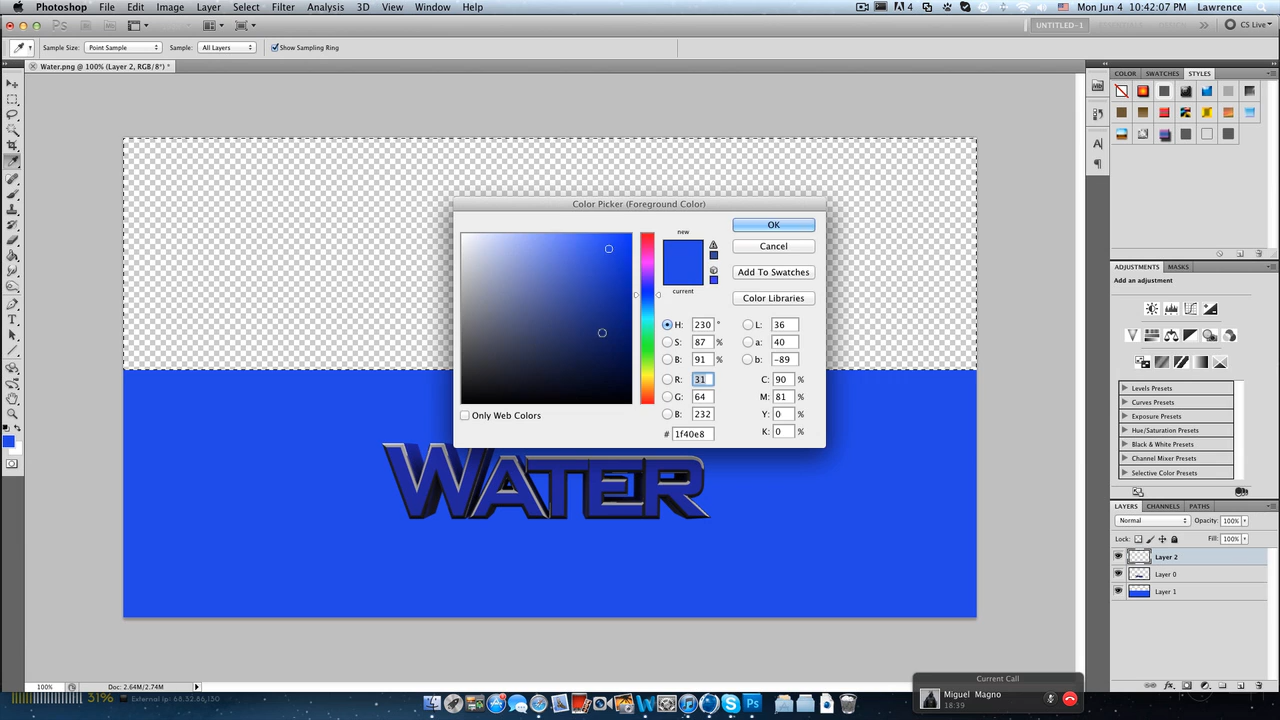 Photoshop File Edit Image Layer Select Filter Analysis 3D View Window Help 4 Mon Jun 4 10:42:07 PM Lawrence
Ps UNTITLED-1 CS Live
Sample Size: Point Sample Sample: All Layers Show Sampling Ring
Water.png @ 100% (Layer 2, RGB/8*) *
COLOR SWATCHES STYLES
Color Picker (Foreground Color)
new
OK
Cancel
Add To Swatches
current
Color Libraries
H: 230 ° L: 36
S: 87 % a: 40
B: 91 % b: -89
R: 31 C: 90 %
G: 64 M: 81 %
B: 232 Y: 0 %
# 1f40e8 K: 0 %
Only Web Colors
WATER
ADJUSTMENTS MASKS
Add an adjustment
Levels Presets
Curves Presets
Exposure Presets
Hue/Saturation Presets
Black & White Presets
Channel Mixer Presets
Selective Color Presets
LAYERS CHANNELS PATHS
Normal Opacity: 100%
Lock: Fill: 100%
Layer 2
Layer 0
Layer 1
100% Doc: 2.64M/2.74M
31% External ip: 68.32.86.150
Current Call
Miguel Magno
18:39